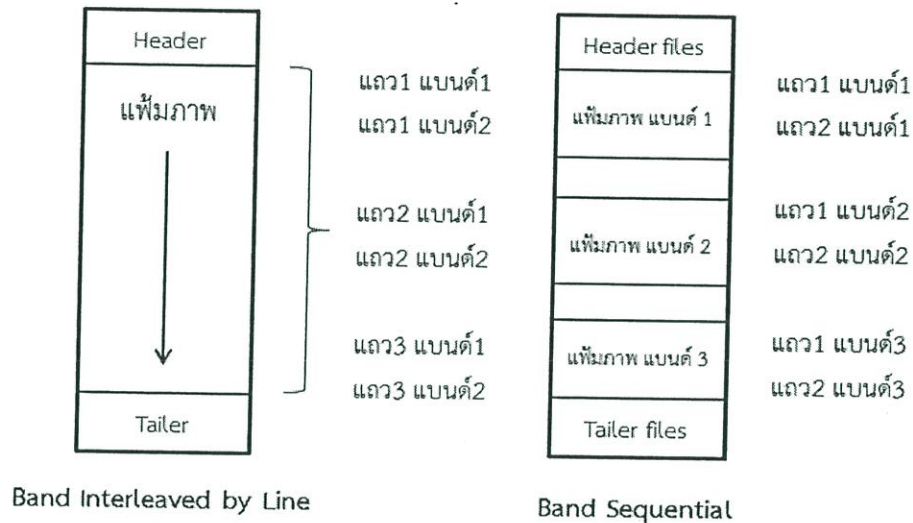 Header
แฟ้มภาพ
Tailer
แถว1 แบนด์1
แถว1 แบนด์2
แถว2 แบนด์1
แถว2 แบนด์2
แถว3 แบนด์1
แถว3 แบนด์2
Band Interleaved by Line
Header files
แฟ้มภาพ แบนด์ 1
แฟ้มภาพ แบนด์ 2
แฟ้มภาพ แบนด์ 3
Tailer files
แถว1 แบนด์1
แถว2 แบนด์1
แถว1 แบนด์2
แถว2 แบนด์2
แถว1 แบนด์3
แถว2 แบนด์3
Band Sequential